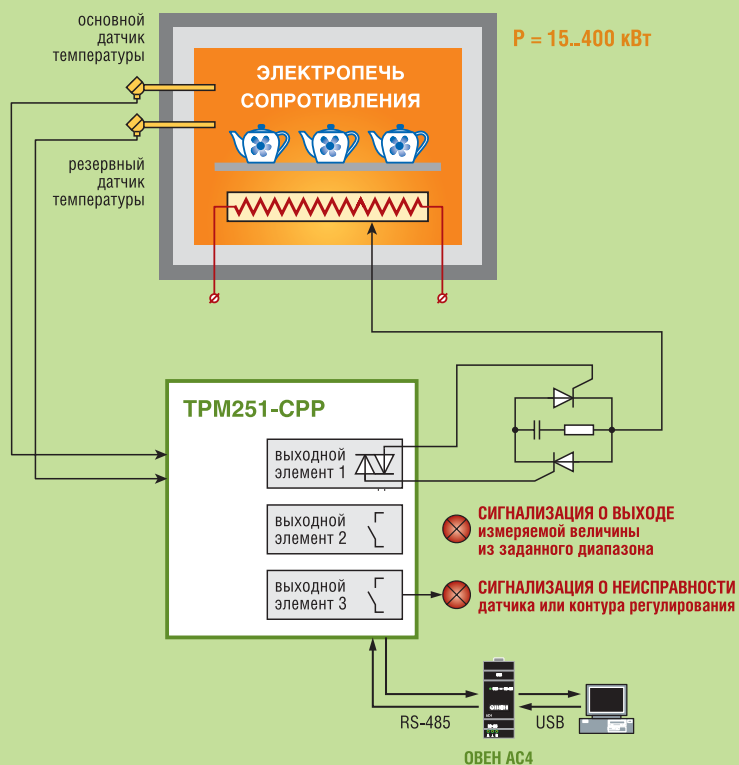 основной
датчик
температуры
P = 15...400 кВт
ЭЛЕКТРОПЕЧЬ
СОПРОТИВЛЕНИЯ
резервный
датчик
температуры
ТРМ251-СРР
выходной
элемент 1
выходной
элемент 2
СИГНАЛИЗАЦИЯ О ВЫХОДЕ
измеряемой величины
из заданного диапазона
выходной
элемент 3
СИГНАЛИЗАЦИЯ О НЕИСПРАВНОСТИ
датчика или контура регулирования
RS-485
USB
ОВЕН АС4